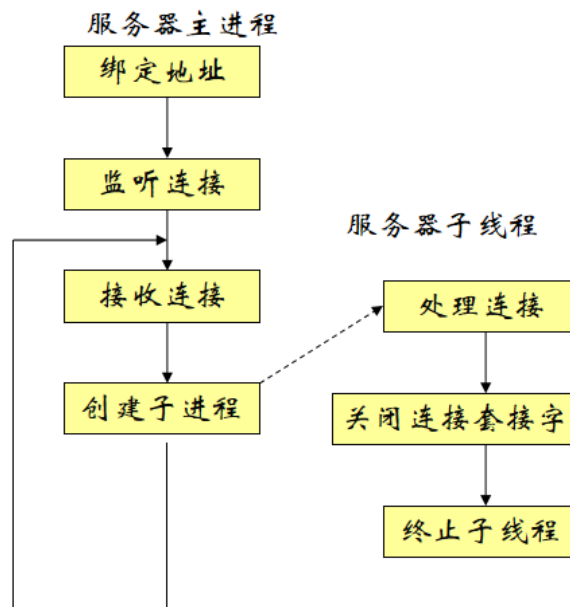 服务器主进程
绑定地址
监听连接
接收连接
创建子进程
服务器子线程
处理连接
关闭连接套接字
终止子线程